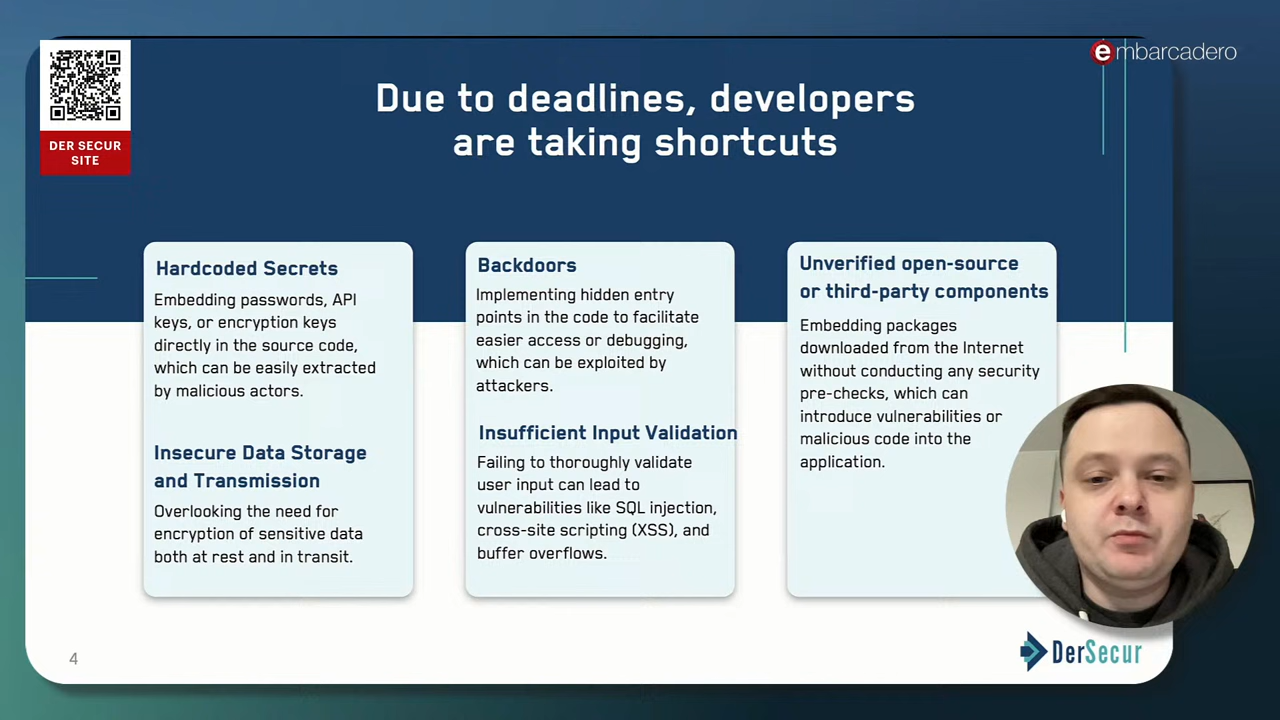 DER SECUR
SITE
embarcadero
Due to deadlines, developers
are taking shortcuts
Hardcoded Secrets
Embedding passwords, API
keys, or encryption keys
directly in the source code,
which can be easily extracted
by malicious actors.
Insecure Data Storage
and Transmission
Overlooking the need for
encryption of sensitive data
both at rest and in transit.
Backdoors
Implementing hidden entry
points in the code to facilitate
easier access or debugging,
which can be exploited by
attackers.
Insufficient Input Validation
Failing to thoroughly validate
user input can lead to
vulnerabilities like SQL injection,
cross-site scripting (XSS), and
buffer overflows.
Unverified open-source
or third-party components
Embedding packages
downloaded from the Internet
without conducting any security
pre-checks, which can
introduce vulnerabilities or
malicious code into the
application.
4
DerSecur